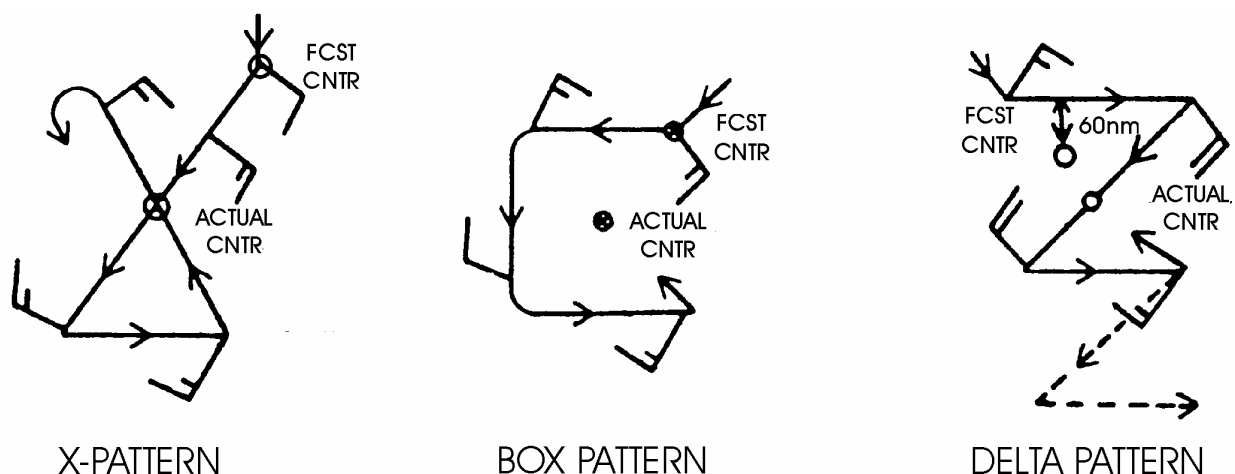 FCST
CNTR
ACTUAL
CNTR
X-PATTERN
FCST
CNTR
ACTUAL
CNTR
BOX PATTERN
FCST
CNTR
60nm
ACTUAL
CNTR
DELTA PATTERN